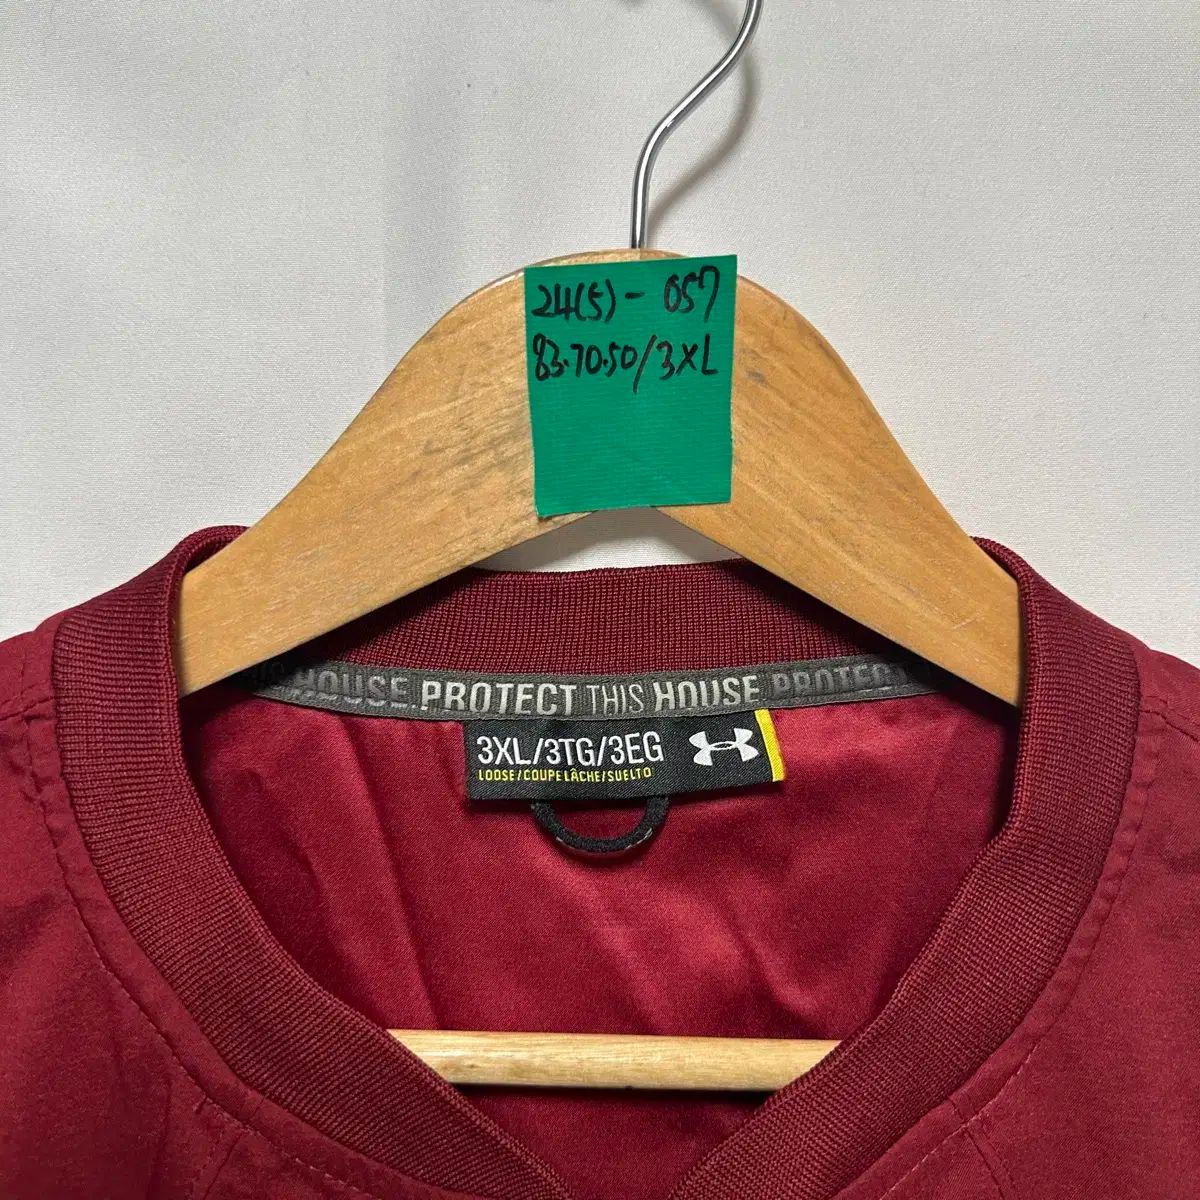 24(5) - 057
83.70.50/3XL
HOUSE. PROTECT THIS HOUSE PROTECT
3XL/3TG/3EG
LOOSE/COUPE LÂCHE/SUELTO